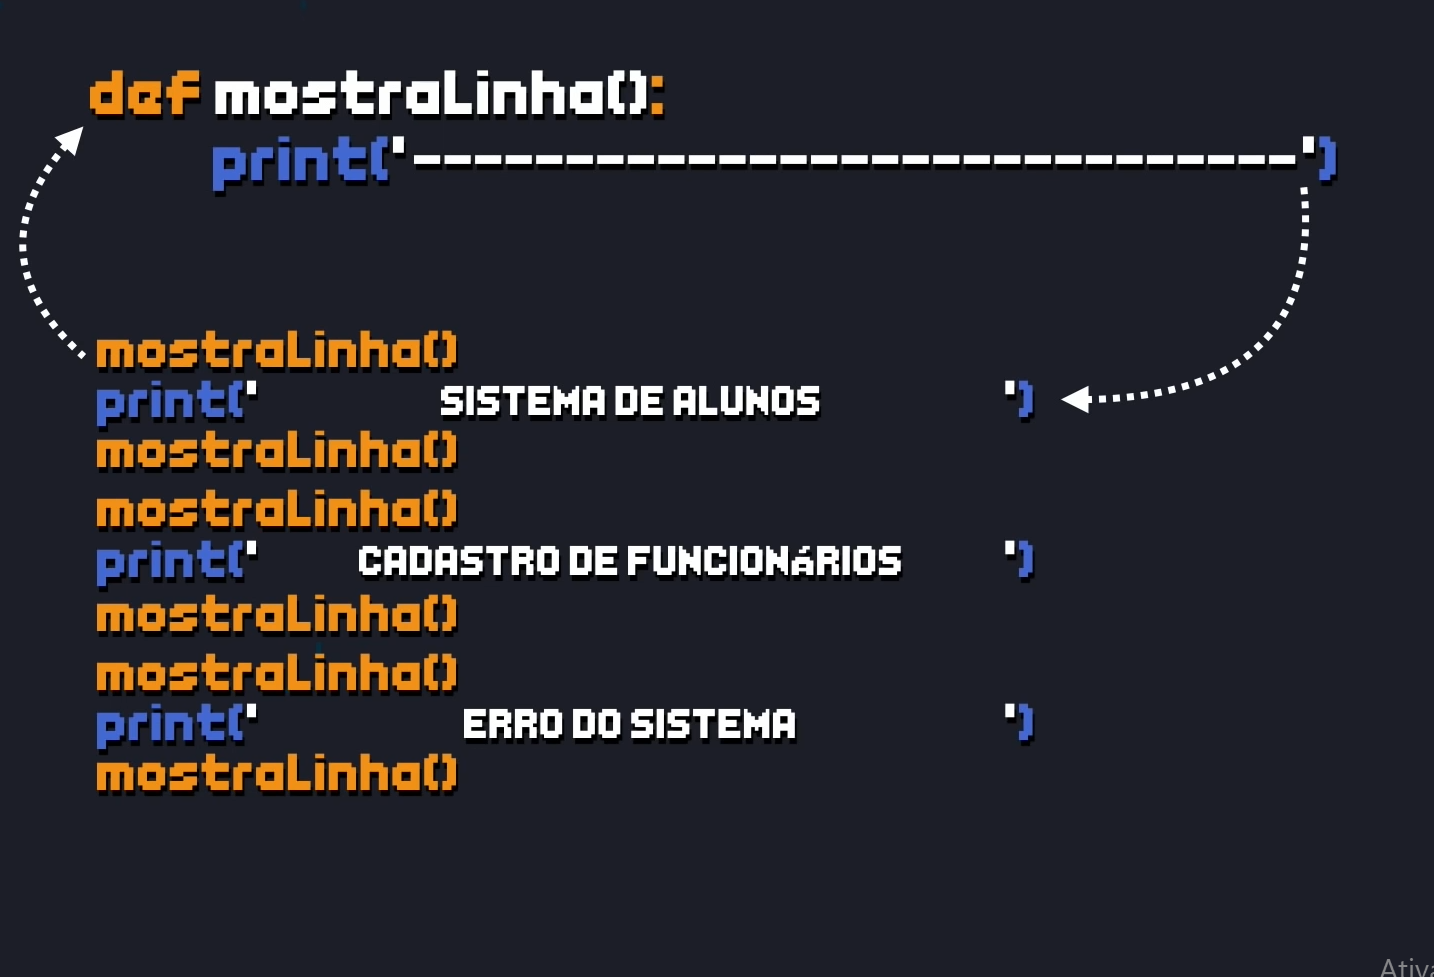 def mostraLinha():
print('-----------------------------')
mostraLinha()
print(' SISTEMA DE ALUNOS ')
mostraLinha()
mostraLinha()
print(' CADASTRO DE FUNCIONáRIOS ')
mostraLinha()
mostraLinha()
print(' ERRO DO SISTEMA ')
mostraLinha()